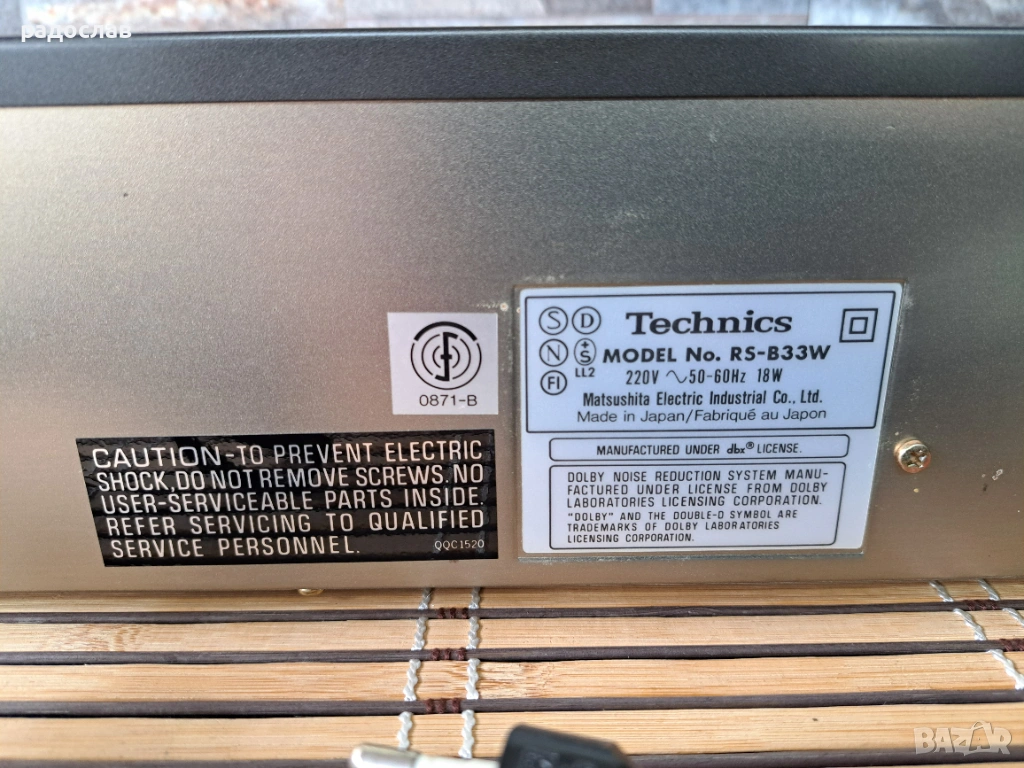 радослав
S D
N +S
FI LL2
Technics
MODEL No. RS-B33W
220V ∿50-60Hz 18W
Matsushita Electric Industrial Co., Ltd.
Made in Japan/Fabriqué au Japon
MANUFACTURED UNDER dbx® LICENSE.
DOLBY NOISE REDUCTION SYSTEM MANU-
FACTURED UNDER LICENSE FROM DOLBY
LABORATORIES LICENSING CORPORATION.
"DOLBY" AND THE DOUBLE-D SYMBOL ARE
TRADEMARKS OF DOLBY LABORATORIES
LICENSING CORPORATION.
0871-B
CAUTION-TO PREVENT ELECTRIC
SHOCK, DO NOT REMOVE SCREWS. NO
USER-SERVICEABLE PARTS INSIDE.
REFER SERVICING TO QUALIFIED
SERVICE PERSONNEL.
QQC1520
BAZAR